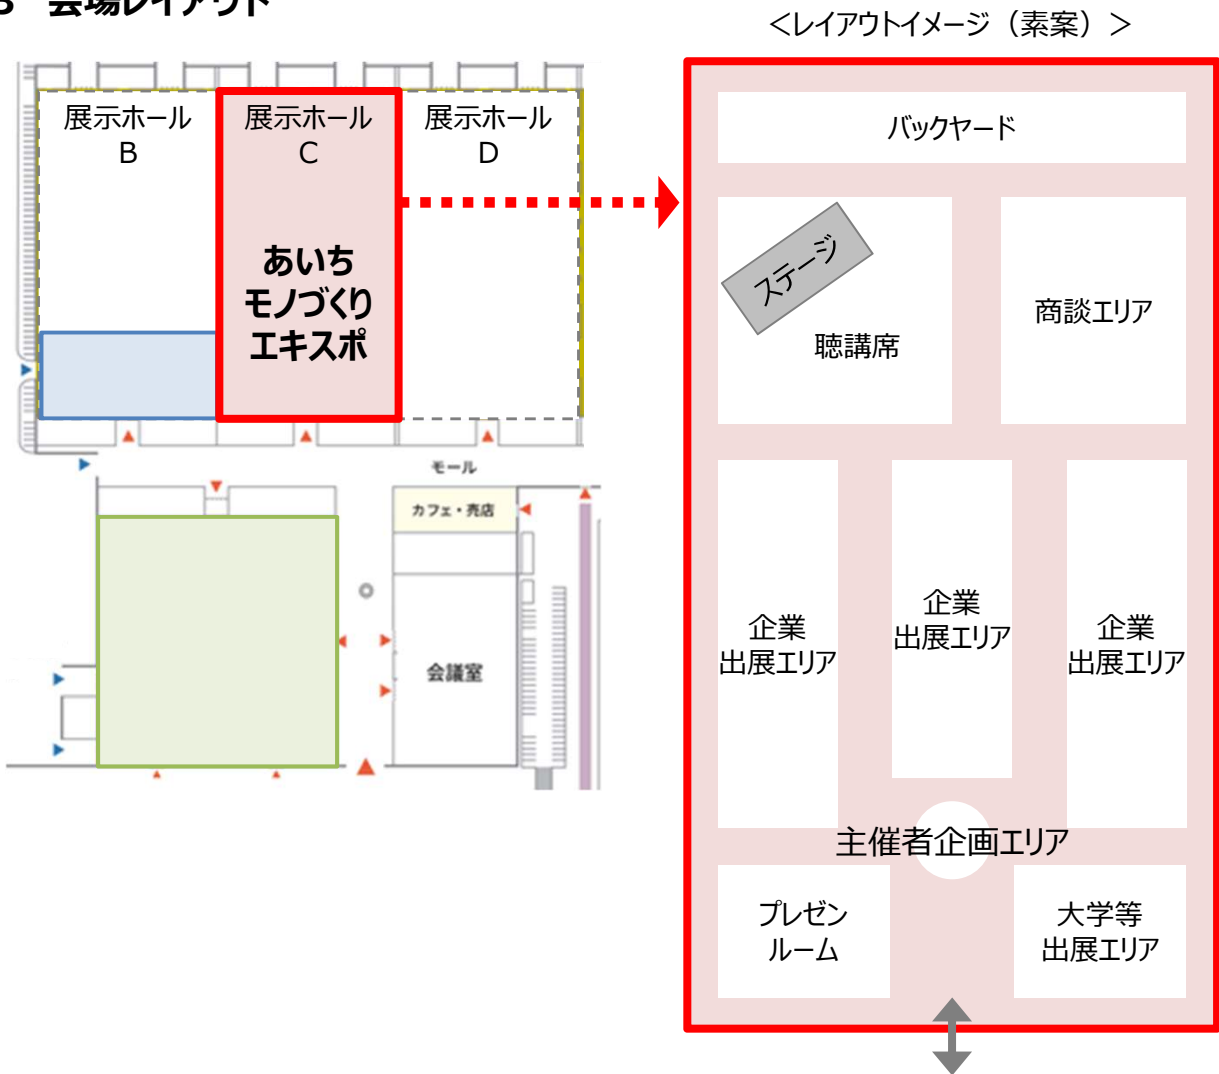 会場レイアウト
＜レイアウトイメージ（素案）＞
展示ホール
B
展示ホール
C
展示ホール
D
あいち
モノづくり
エキスポ
モール
カフェ・売店
会議室
バックヤード
ステージ
聴講席
商談エリア
企業
出展エリア
企業
出展エリア
企業
出展エリア
主催者企画エリア
プレゼン
ルーム
大学等
出展エリア